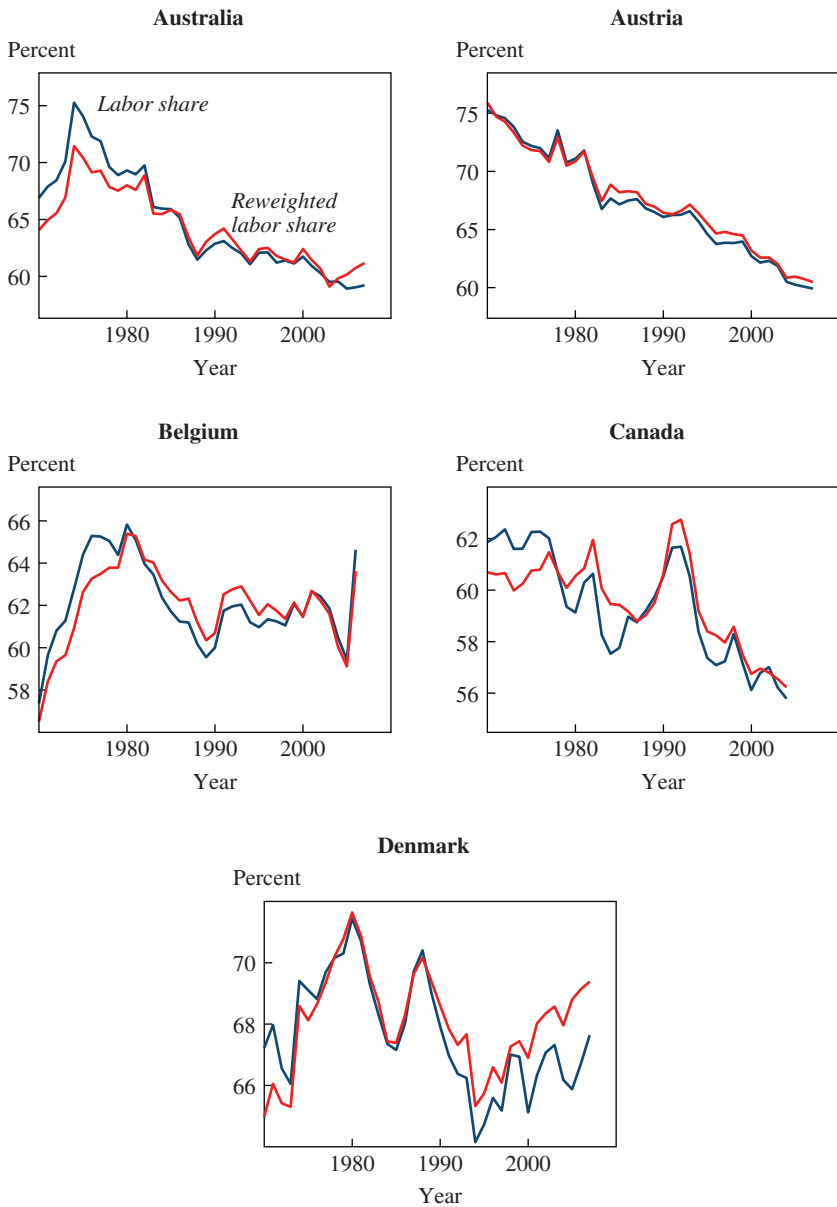 Australia
Percent
75
70
65
60
Labor share
Reweighted
labor share
1980 1990 2000
Year
Austria
Percent
75
70
65
60
1980 1990 2000
Year
Belgium
Percent
66
64
62
60
58
1980 1990 2000
Year
Canada
Percent
62
60
58
56
1980 1990 2000
Year
Denmark
Percent
70
68
66
1980 1990 2000
Year